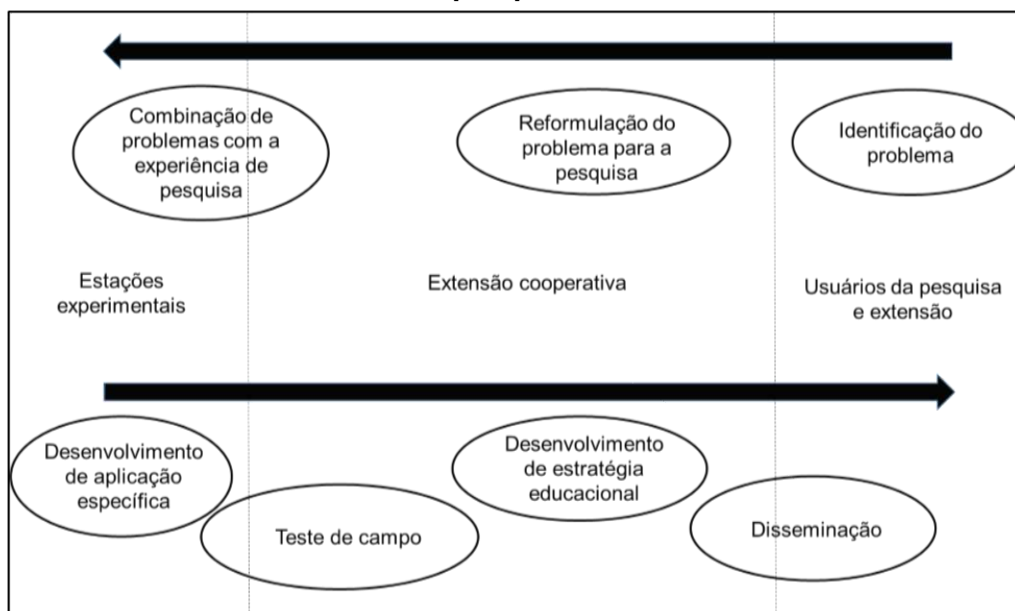 Combinação de
problemas com a
experiência de
pesquisa
Reformulação do
problema para a
pesquisa
Identificação do
problema
Estações
experimentais
Extensão cooperativa
Usuários da pesquisa
e extensão
Desenvolvimento
de aplicação
específica
Teste de campo
Desenvolvimento
de estratégia
educacional
Disseminação